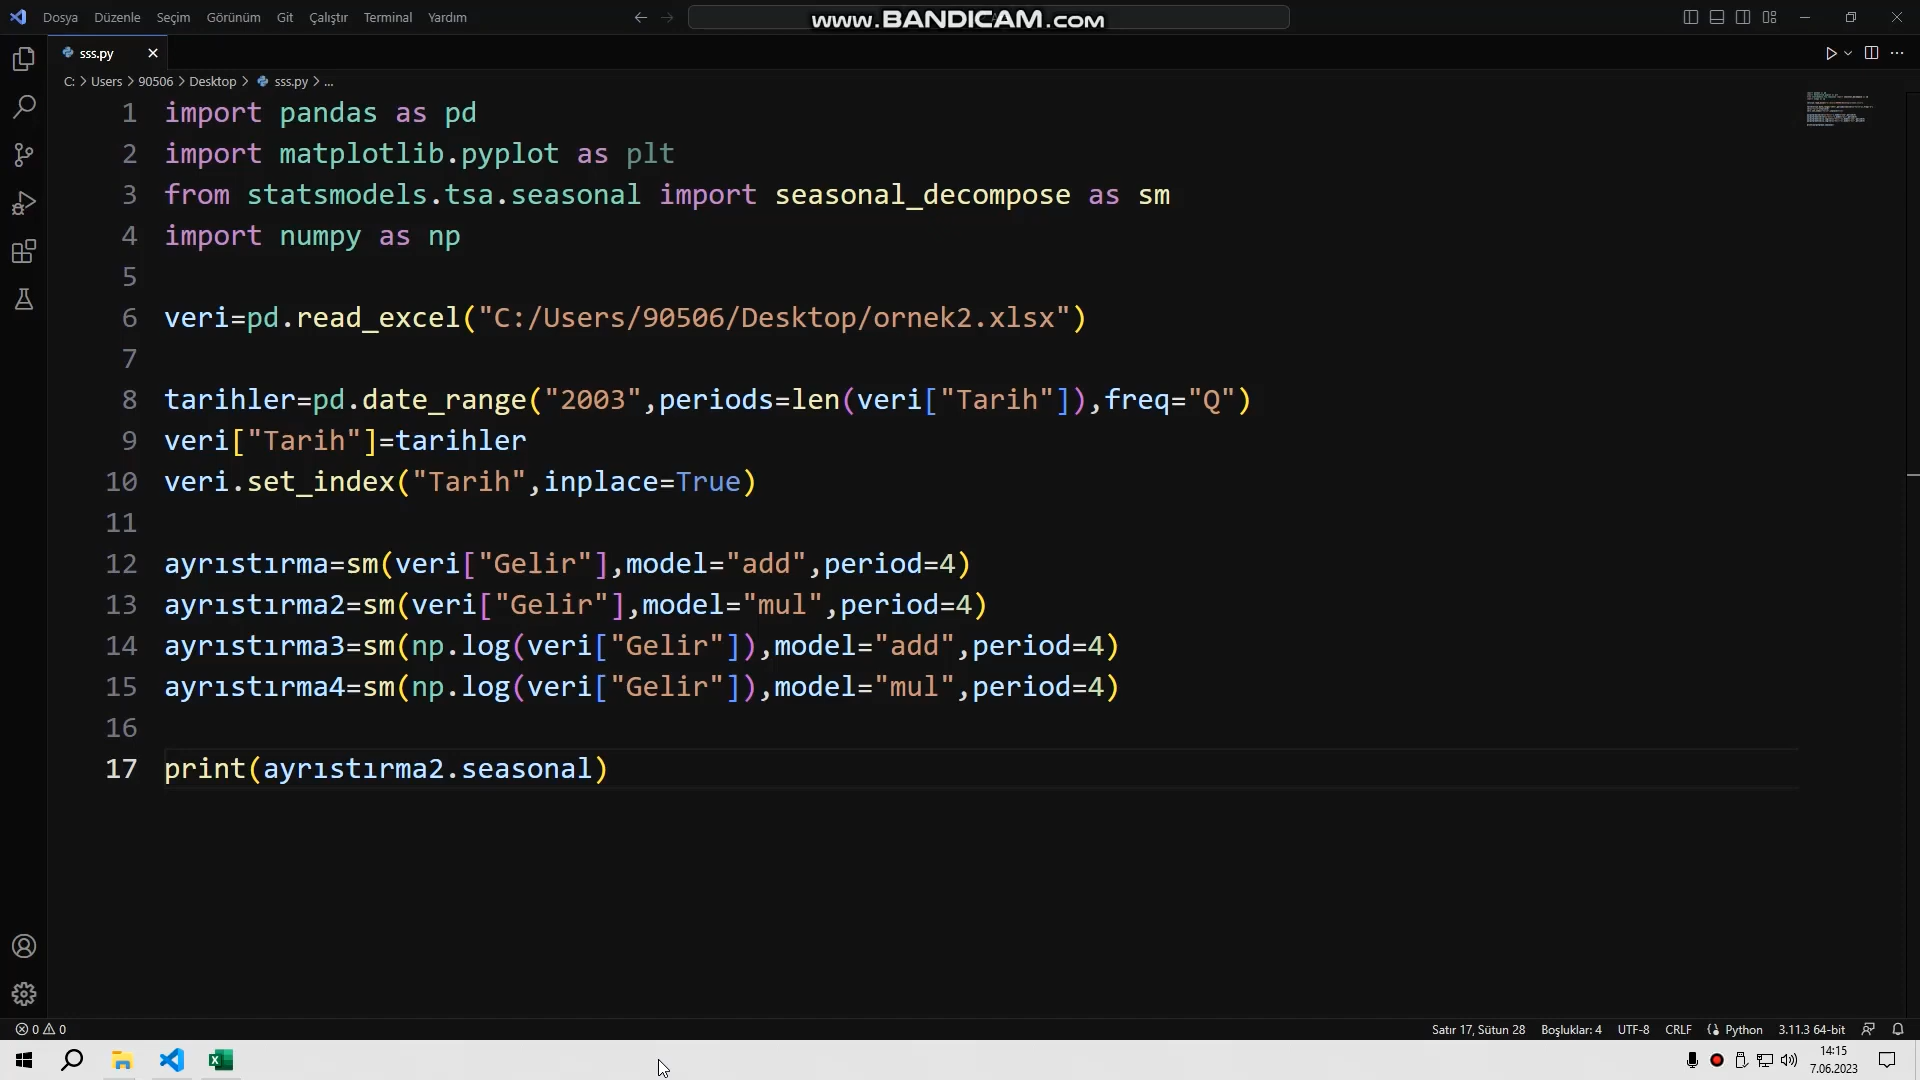 Dosya Düzenle Seçim Görünüm Git Çalıştır Terminal Yardım
www.BANDICAM.com
sss.py
C: > Users > 90506 > Desktop > sss.py > ...
1 import pandas as pd
2 import matplotlib.pyplot as plt
3 from statsmodels.tsa.seasonal import seasonal_decompose as sm
4 import numpy as np
5
6 veri=pd.read_excel("C:/Users/90506/Desktop/ornek2.xlsx")
7
8 tarihler=pd.date_range("2003",periods=len(veri["Tarih"]),freq="Q")
9 veri["Tarih"]=tarihler
10 veri.set_index("Tarih",inplace=True)
11
12 ayrıstırma=sm(veri["Gelir"],model="add",period=4)
13 ayrıstırma2=sm(veri["Gelir"],model="mul",period=4)
14 ayrıstırma3=sm(np.log(veri["Gelir"]),model="add",period=4)
15 ayrıstırma4=sm(np.log(veri["Gelir"]),model="mul",period=4)
16
17 print(ayrıstırma2.seasonal)
0 0
Satır 17, Sütun 28 Boşluklar: 4 UTF-8 CRLF Python 3.11.3 64-bit
14:15
7.06.2023